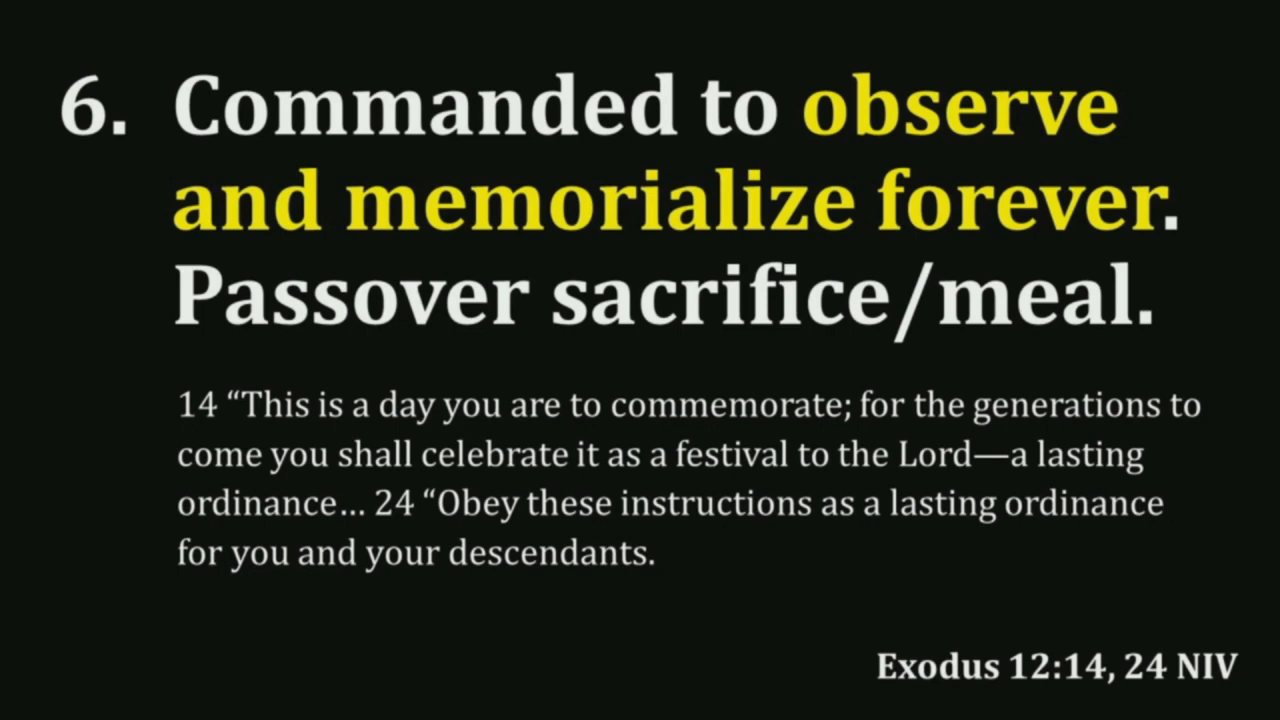 6. Commanded to observe
and memorialize forever.
Passover sacrifice/meal.
14 “This is a day you are to commemorate; for the generations to
come you shall celebrate it as a festival to the Lord—a lasting
ordinance... 24 “Obey these instructions as a lasting ordinance
for you and your descendants.
Exodus 12:14, 24 NIV